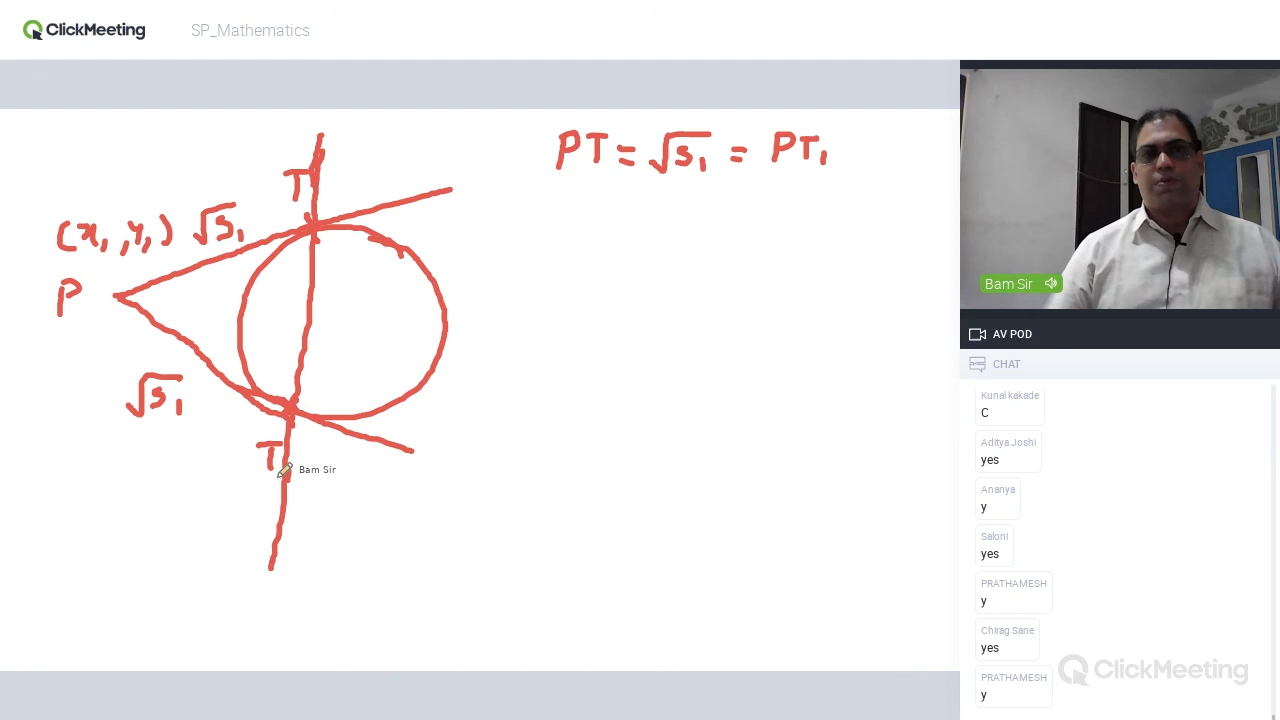 ClickMeeting
SP_Mathematics
PT = √S₁ = PT₁
T
(x₁, y₁) √S₁
P
√S₁
T
Bam Sir
Bam Sir
AV POD
CHAT
Kunal kakade
C
Aditya Joshi
yes
Ananya
y
Saloni
yes
PRATHAMESH
y
Chirag Sane
yes
PRATHAMESH
y
ClickMeeting